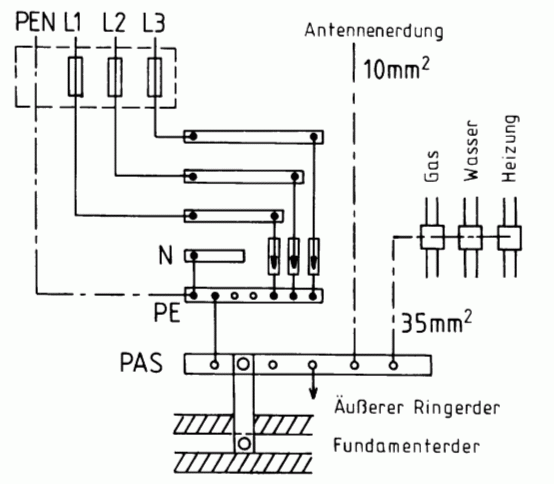 PEN L1 L2 L3
Antennenerdung
10mm²
Gas
Wasser
Heizung
N
PE
35mm²
PAS
Äußerer Ringerder
Fundamenterder